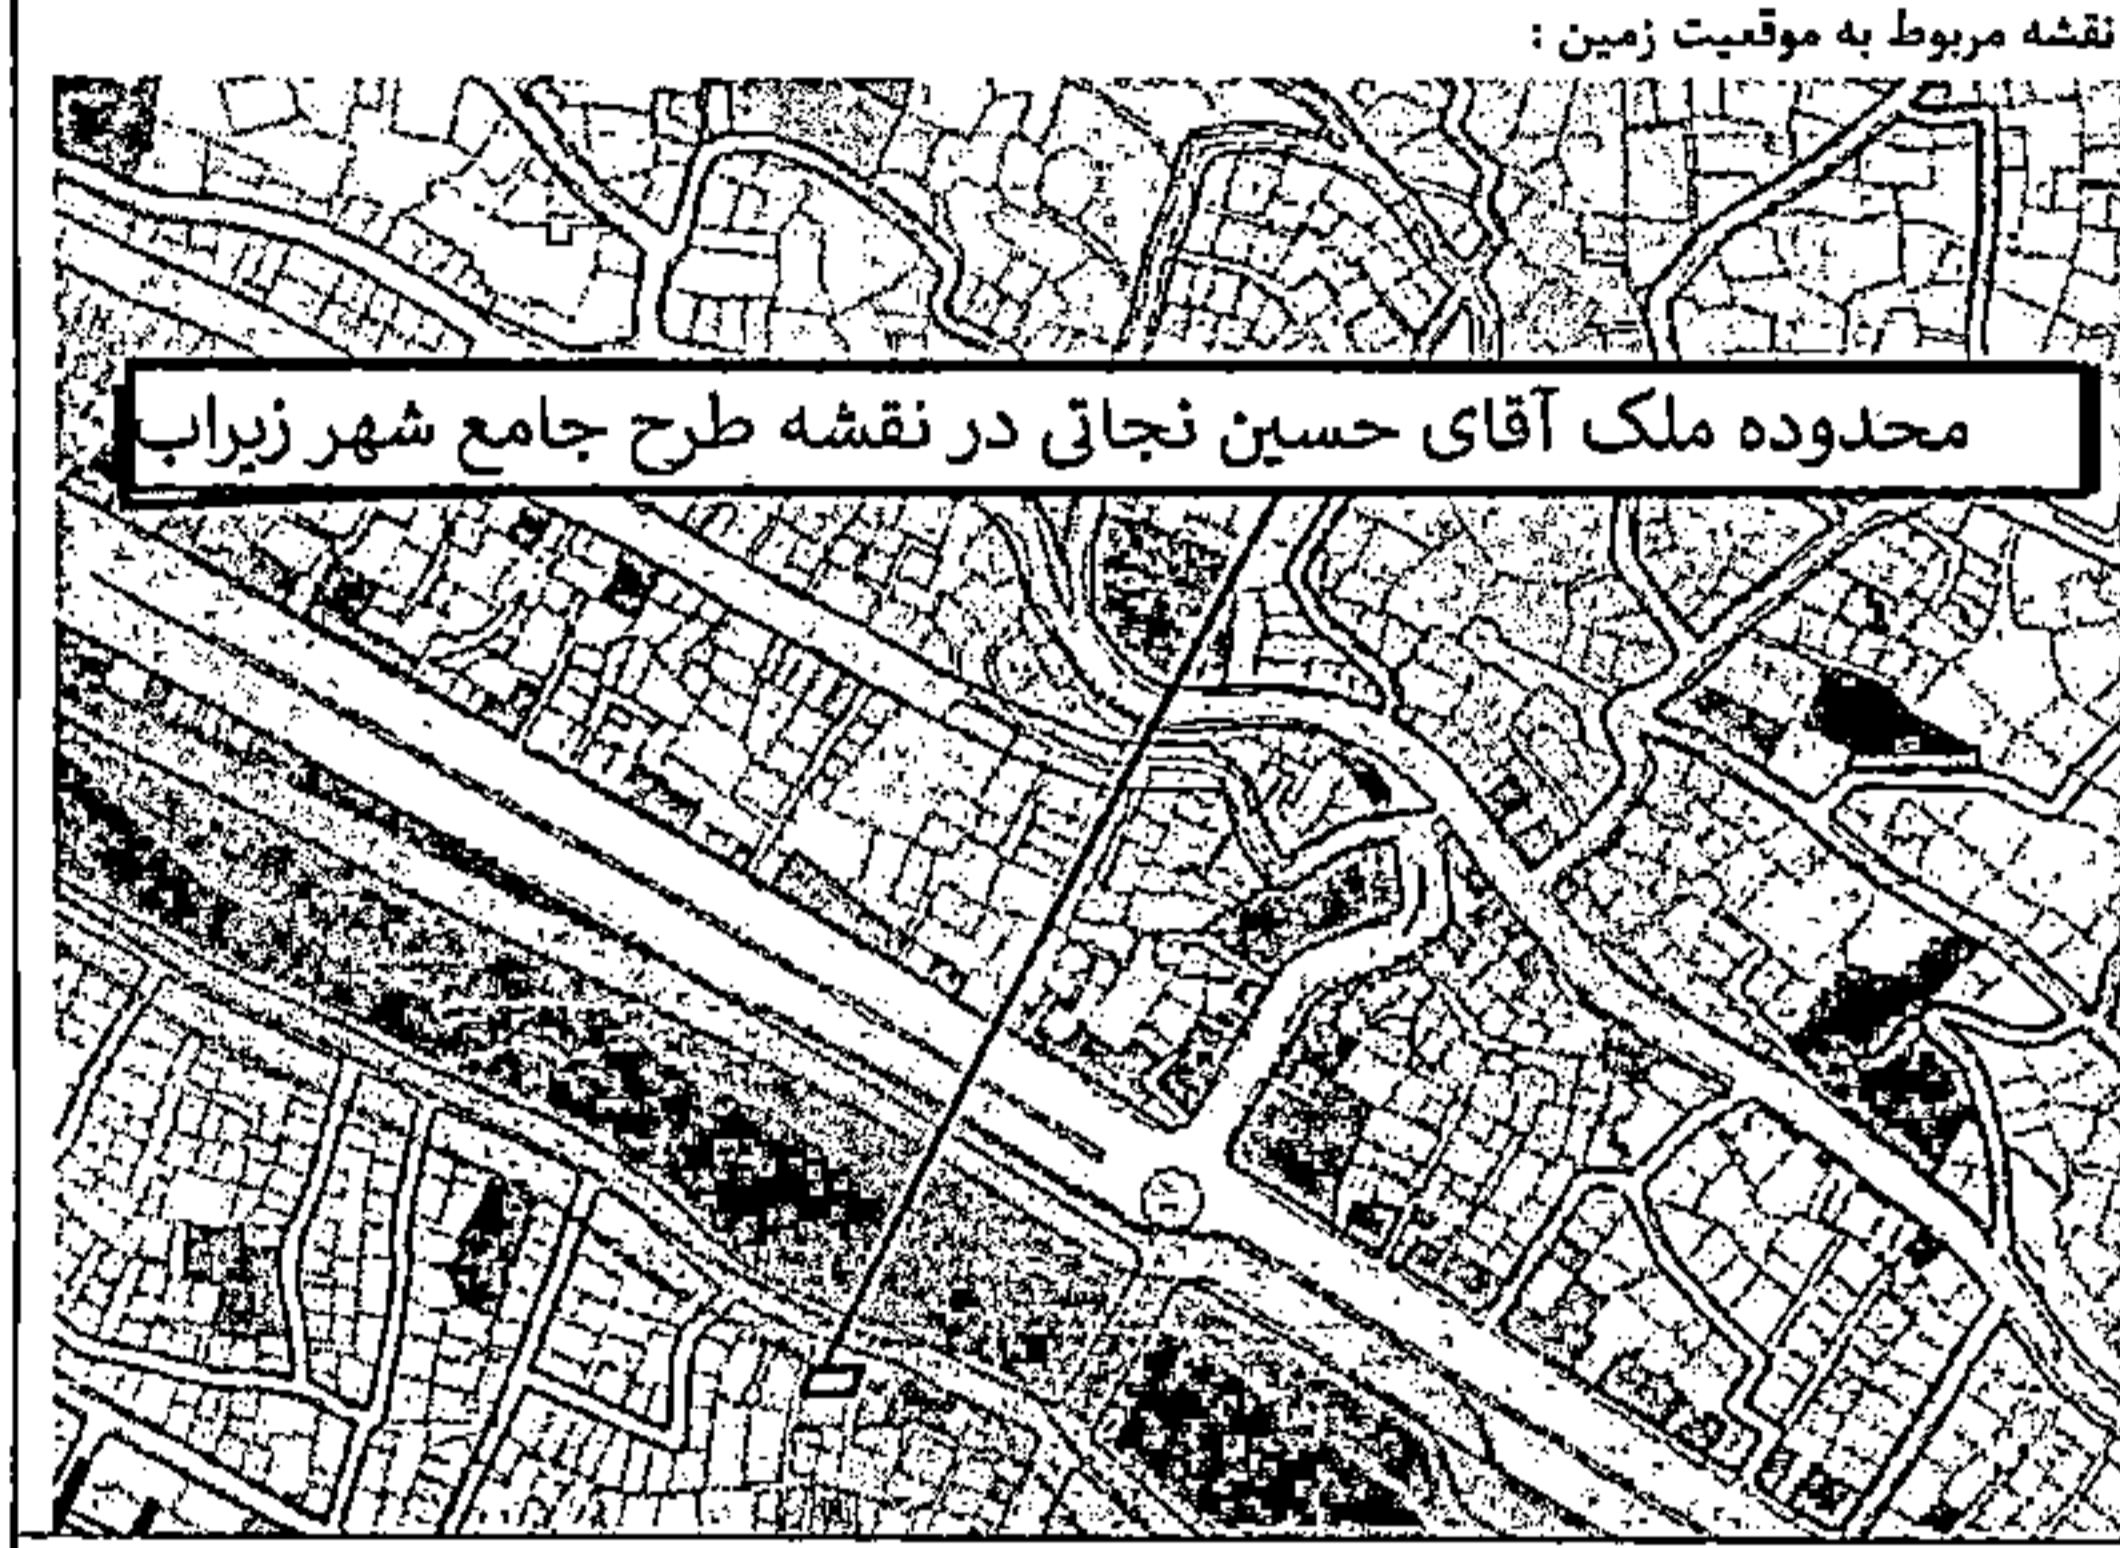 نقشه مربوط به موقعیت زمین :
محدوده ملک آقای حسین نجاتی در نقشه طرح جامع شهر زیراب